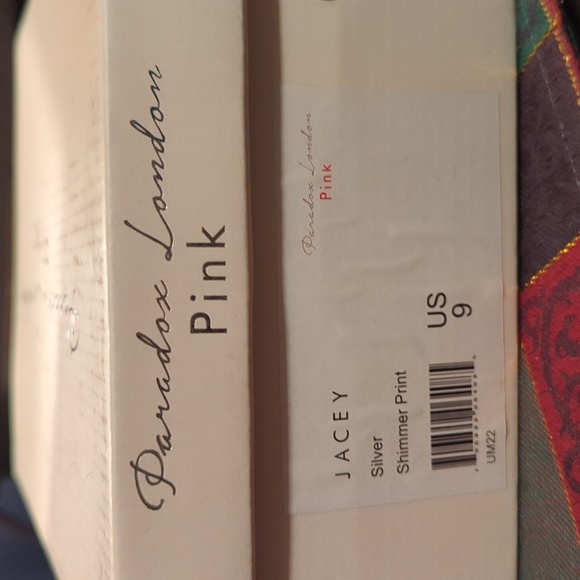 Paradox London
Pink
Paradox London
Pink
JACEY
Silver
Shimmer Print
US
9
UM22